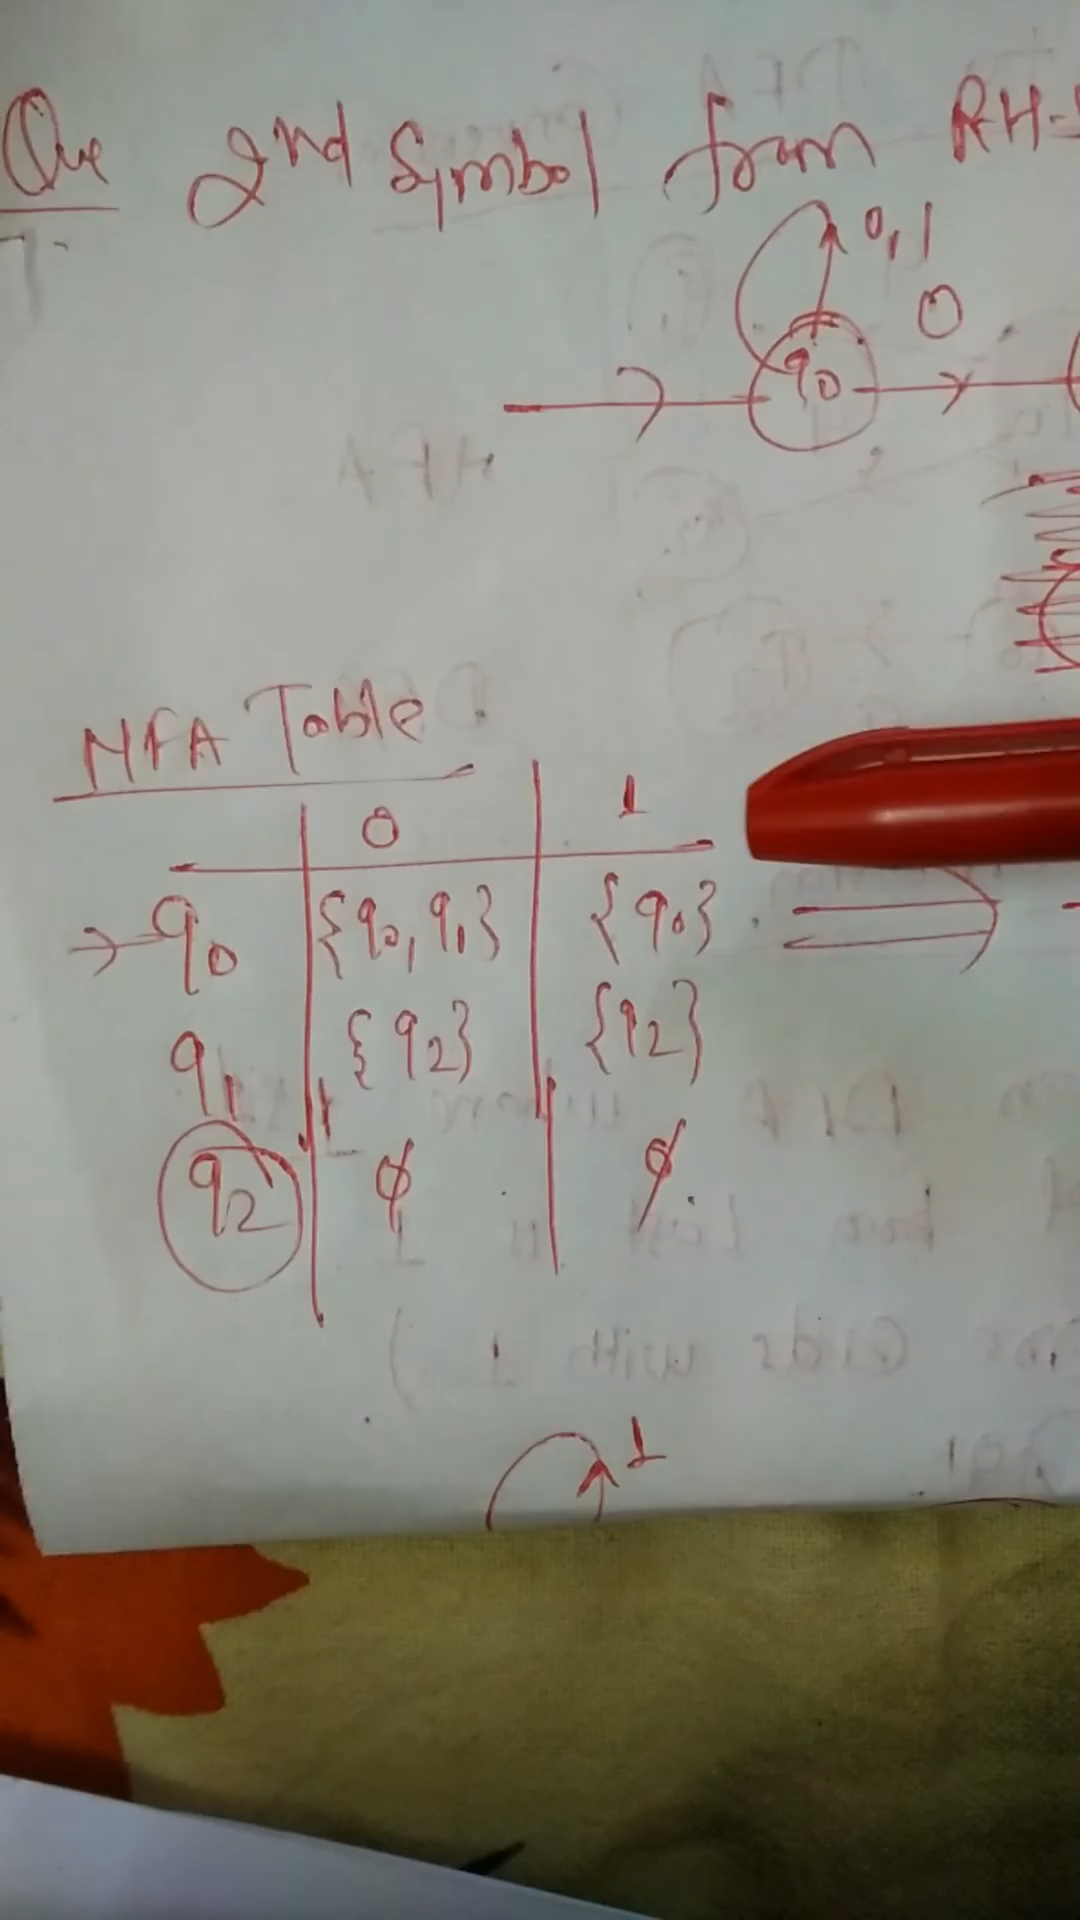 Que 2nd Symbol from RH-
0,1
0
q0
NFA Table
0 1
→ q0 {q0, q1} {q0}
q1 {q2} {q2}
q2 ϕ ϕ
1